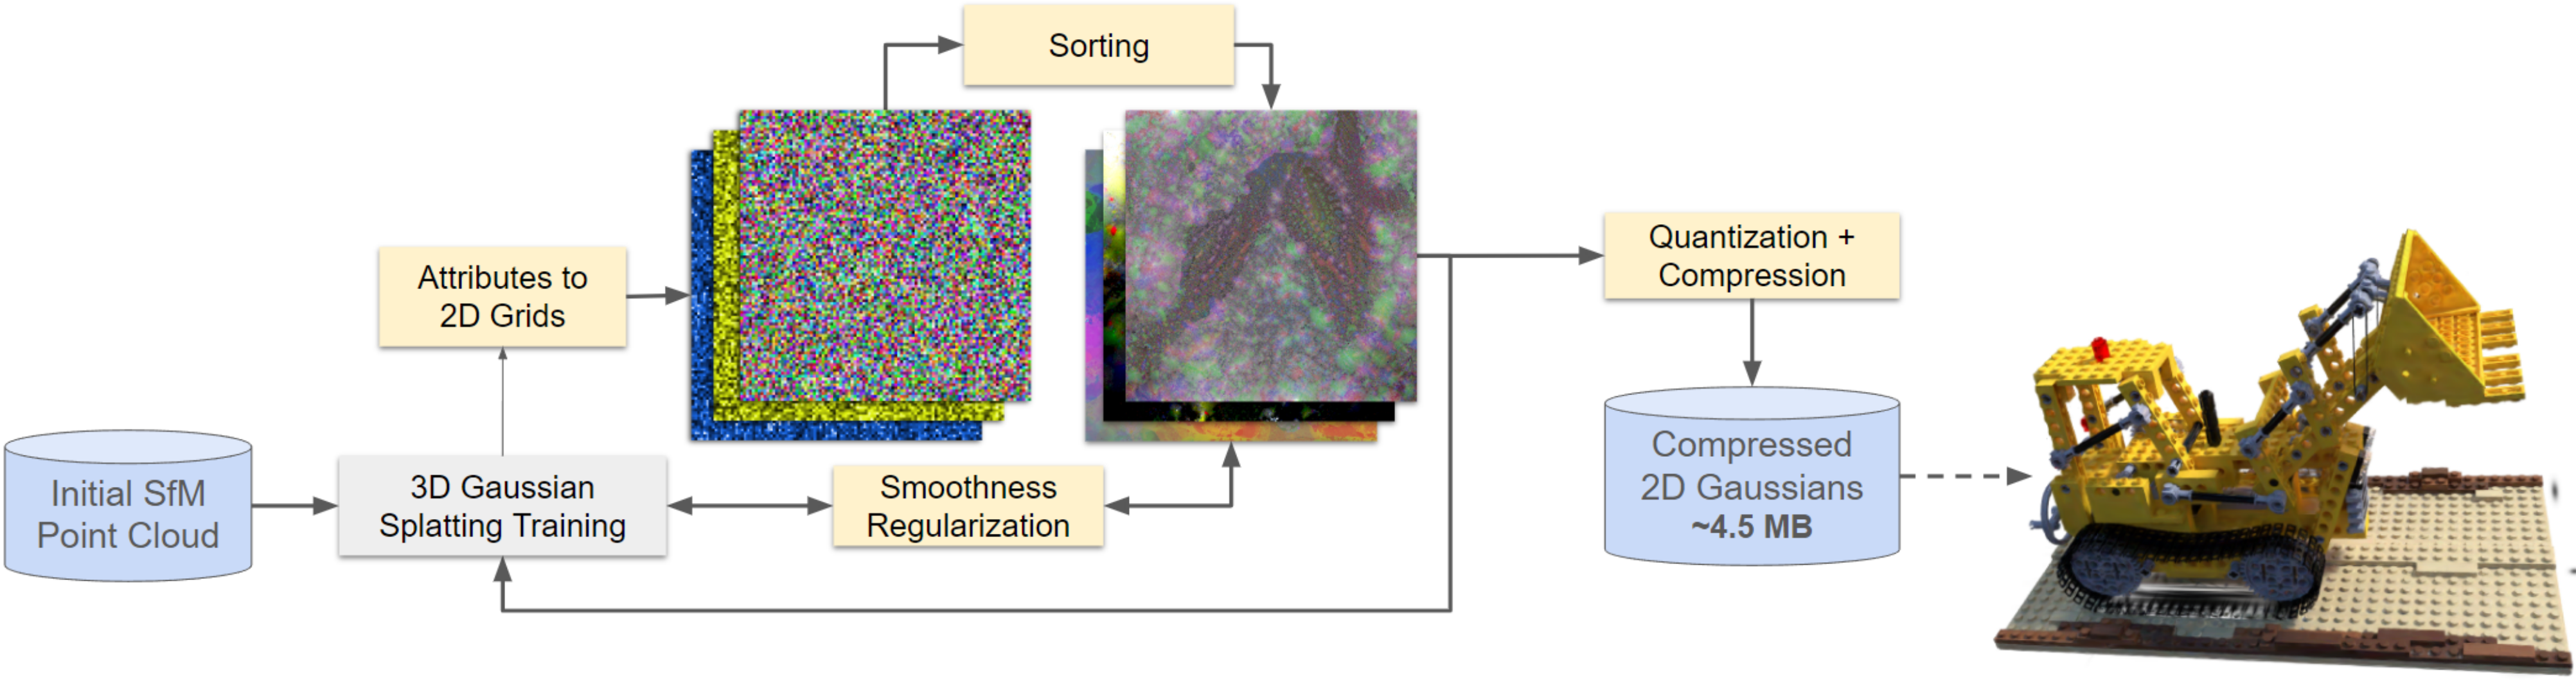 Sorting
Attributes to
2D Grids
Quantization +
Compression
Initial SfM
Point Cloud
3D Gaussian
Splatting Training
Smoothness
Regularization
Compressed
2D Gaussians
~4.5 MB